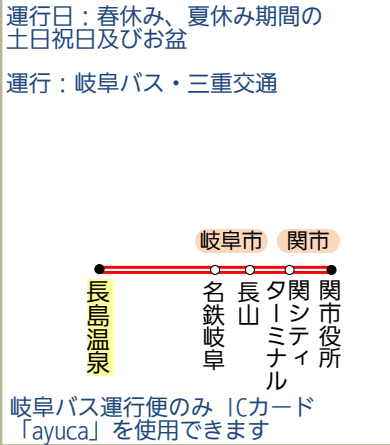 運行日：春休み、夏休み期間の
土日祝日及びお盆
運行：岐阜バス・三重交通
岐阜市
関市
長島温泉
名鉄岐阜
長山
関シティ
ターミナル
関市役所
岐阜バス運行便のみ ICカード
「ayuca」を使用できます